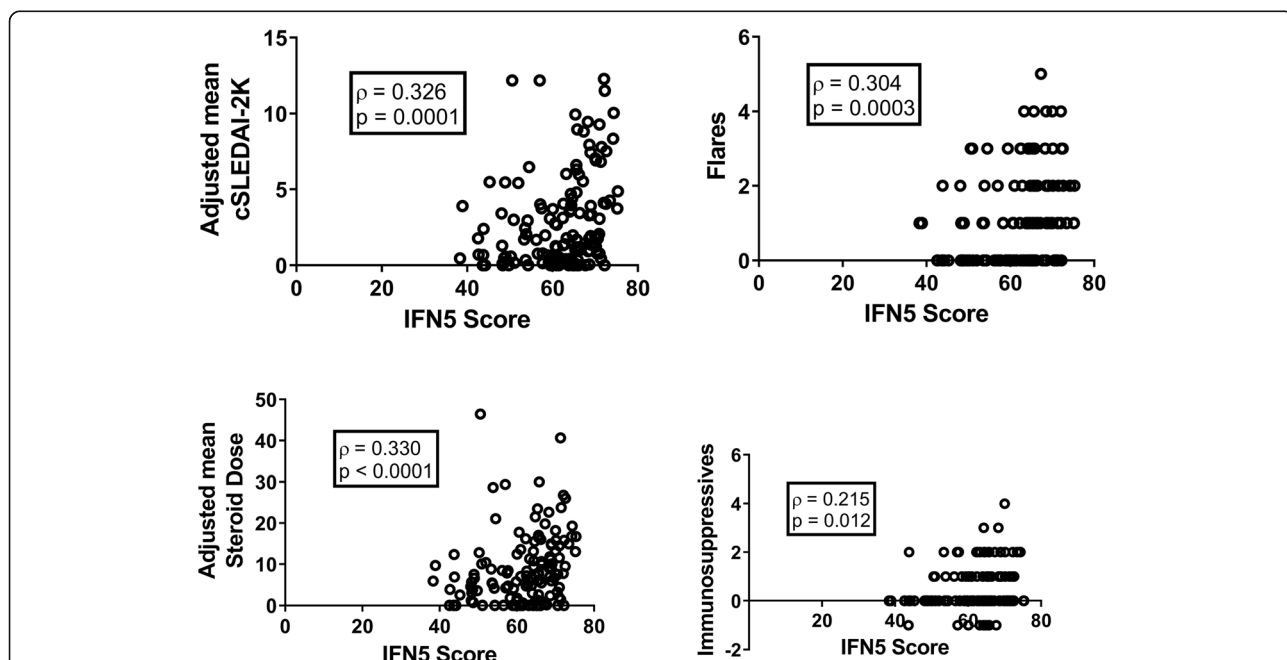 Adjusted mean
cSLEDAI-2K
15
10
5
0
ρ = 0.326
p = 0.0001
0 20 40 60 80
IFN5 Score
Flares
6
4
2
0
ρ = 0.304
p = 0.0003
0 20 40 60 80
IFN5 Score
Adjusted mean
Steroid Dose
50
40
30
20
10
0
ρ = 0.330
p < 0.0001
0 20 40 60 80
IFN5 Score
Immunosuppressives
6
4
2
0
-2
ρ = 0.215
p = 0.012
20 40 60 80
IFN5 Score